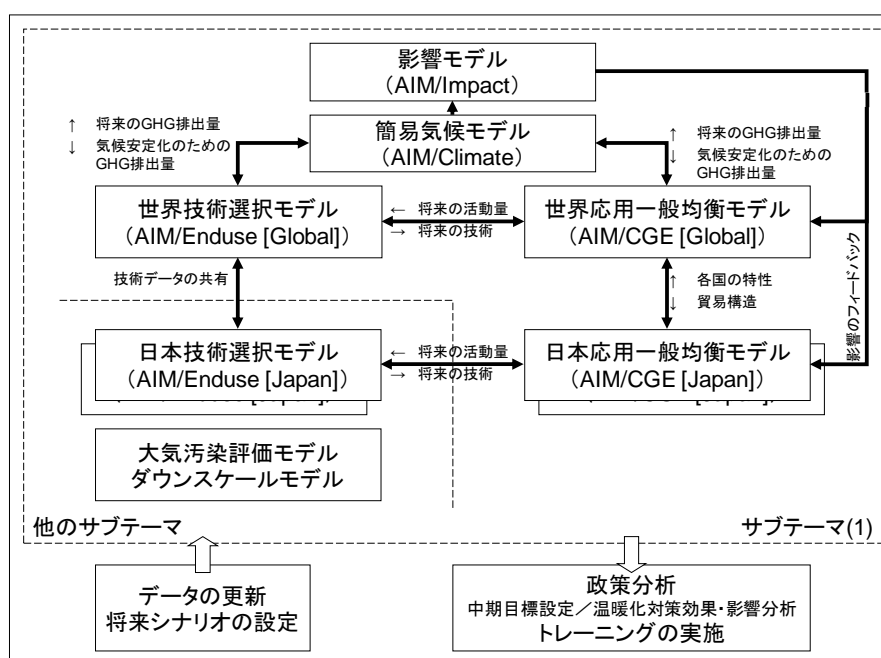 影響モデル
(AIM/Impact)
簡易気候モデル
(AIM/Climate)
↑ 将来のGHG排出量
↓ 気候安定化のための
GHG排出量
↑ 将来のGHG排出量
↓ 気候安定化のための
GHG排出量
世界技術選択モデル
(AIM/Enduse [Global])
← 将来の活動量
→ 将来の技術
世界応用一般均衡モデル
(AIM/CGE [Global])
技術データの共有
↑ 各国の特性
↓ 貿易構造
影響のフィードバック
日本技術選択モデル
(AIM/Enduse [Japan])
← 将来の活動量
→ 将来の技術
日本応用一般均衡モデル
(AIM/CGE [Japan])
大気汚染評価モデル
ダウンスケールモデル
他のサブテーマ
サブテーマ(1)
データの更新
将来シナリオの設定
政策分析
中期目標設定／温暖化対策効果・影響分析
トレーニングの実施